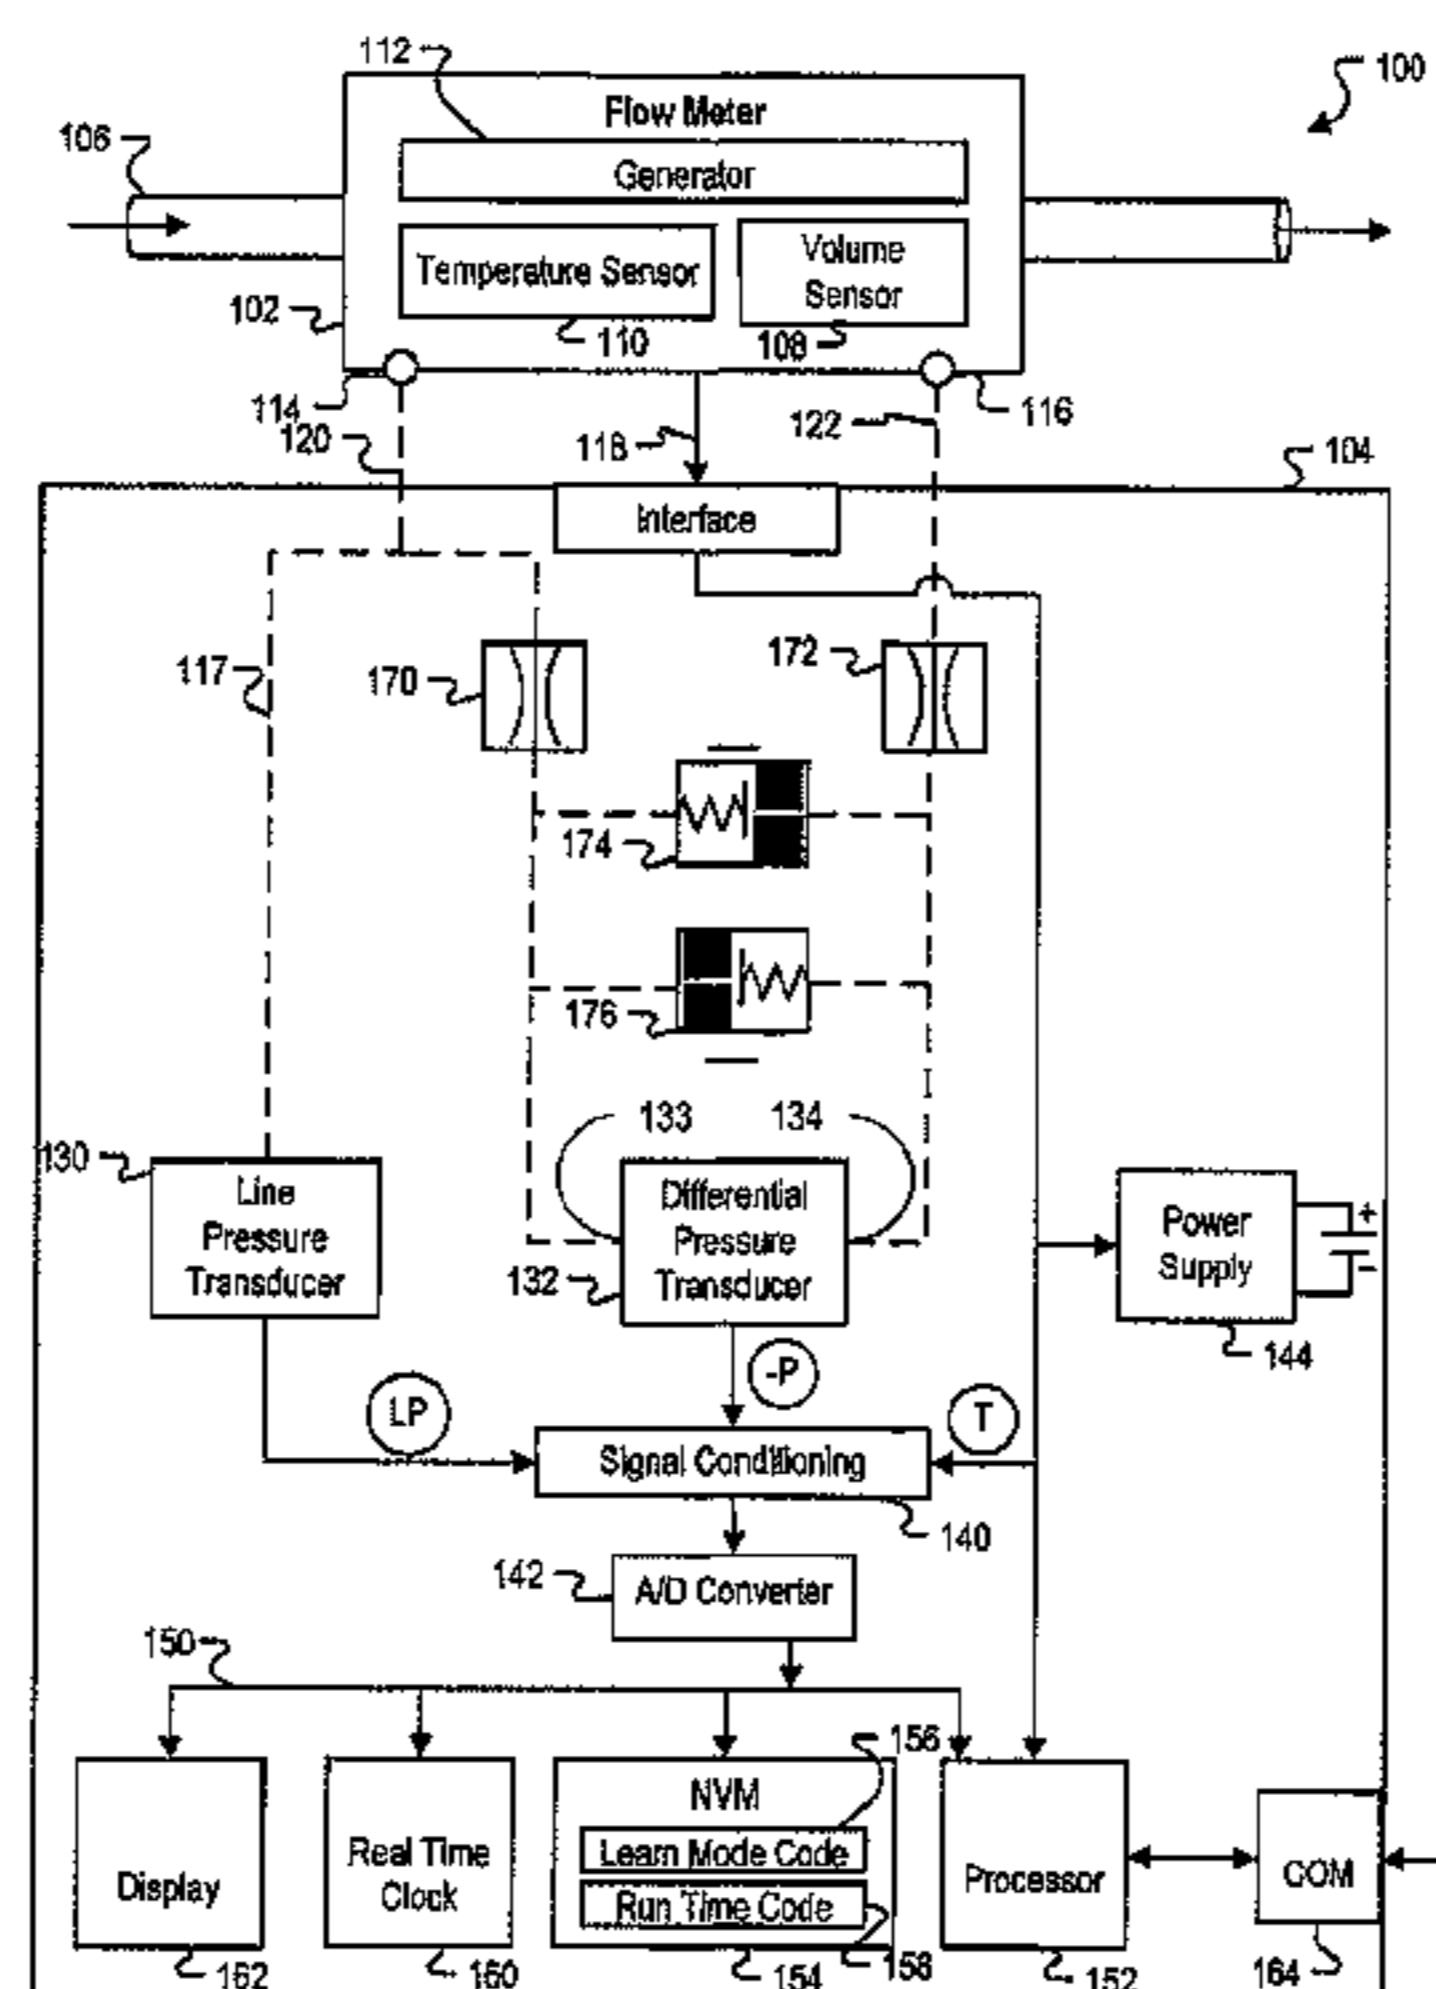 112
100
Flow Meter
106
Generator
Temperature Sensor
Volume
Sensor
102
110
108
114
116
120
118
122
104
Interface
117
170
172
174
176
133
134
130
Line
Pressure
Transducer
Differential
Pressure
Transducer
132
Power
Supply
+
-
144
LP
-P
T
Signal Conditioning
140
142
A/D Converter
150
156
NVM
Learn Mode Code
Run Time Code
Display
Real Time
Clock
Processor
COM
162
160
154
158
152
164